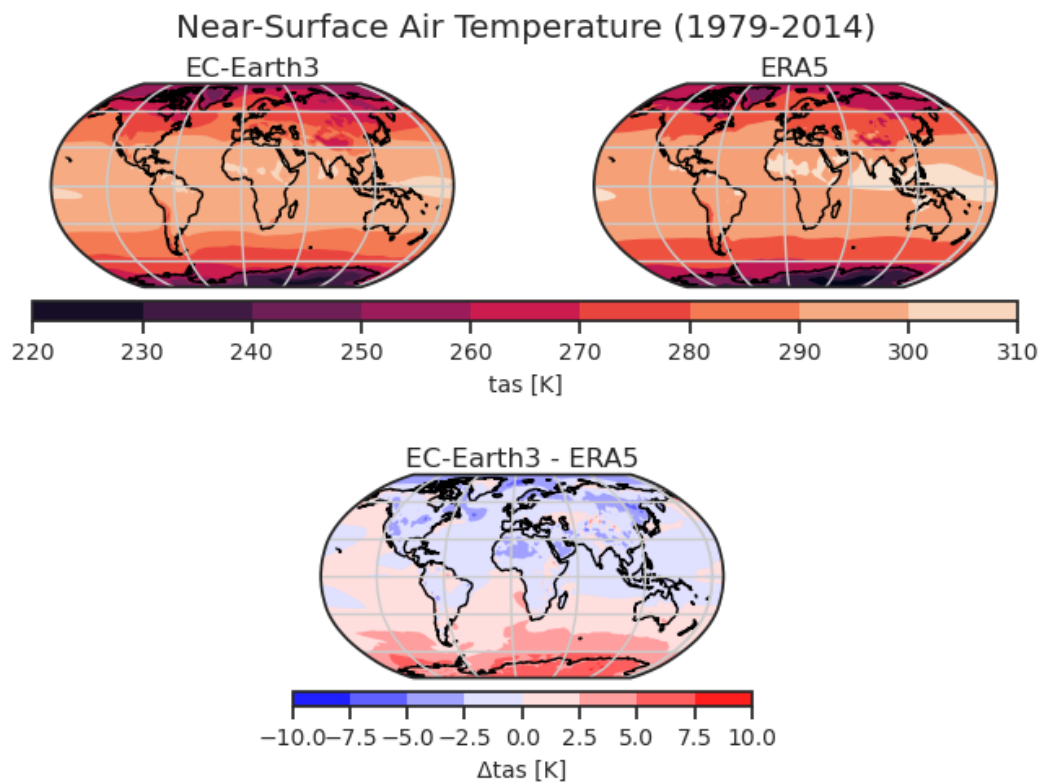 Near-Surface Air Temperature (1979-2014)
EC-Earth3 ERA5
220 230 240 250 260 270 280 290 300 310
tas [K]
EC-Earth3 - ERA5
−10.0 −7.5 −5.0 −2.5 0.0 2.5 5.0 7.5 10.0
Δtas [K]